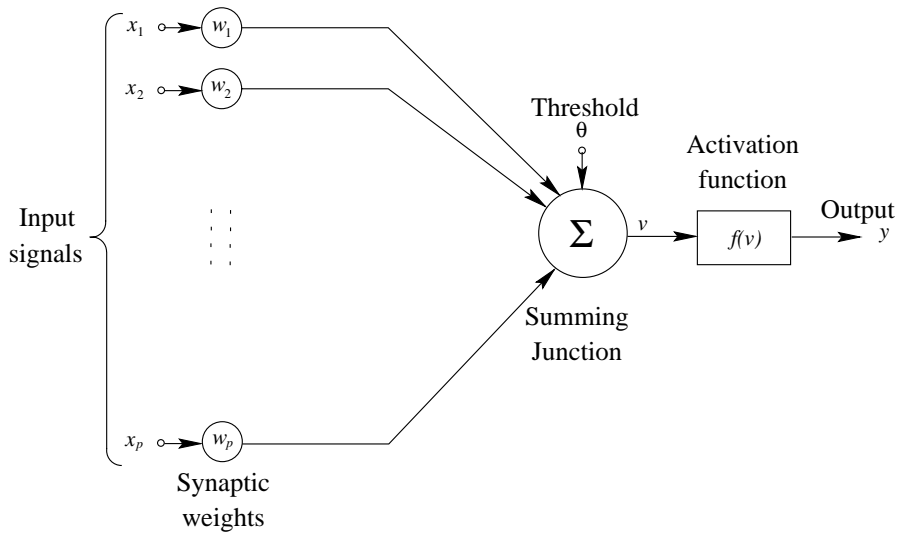 x1
w1
x2
w2
Threshold
θ
Activation
function
Input
signals
Σ
v
f(v)
Output
y
Summing
Junction
xp
wp
Synaptic
weights